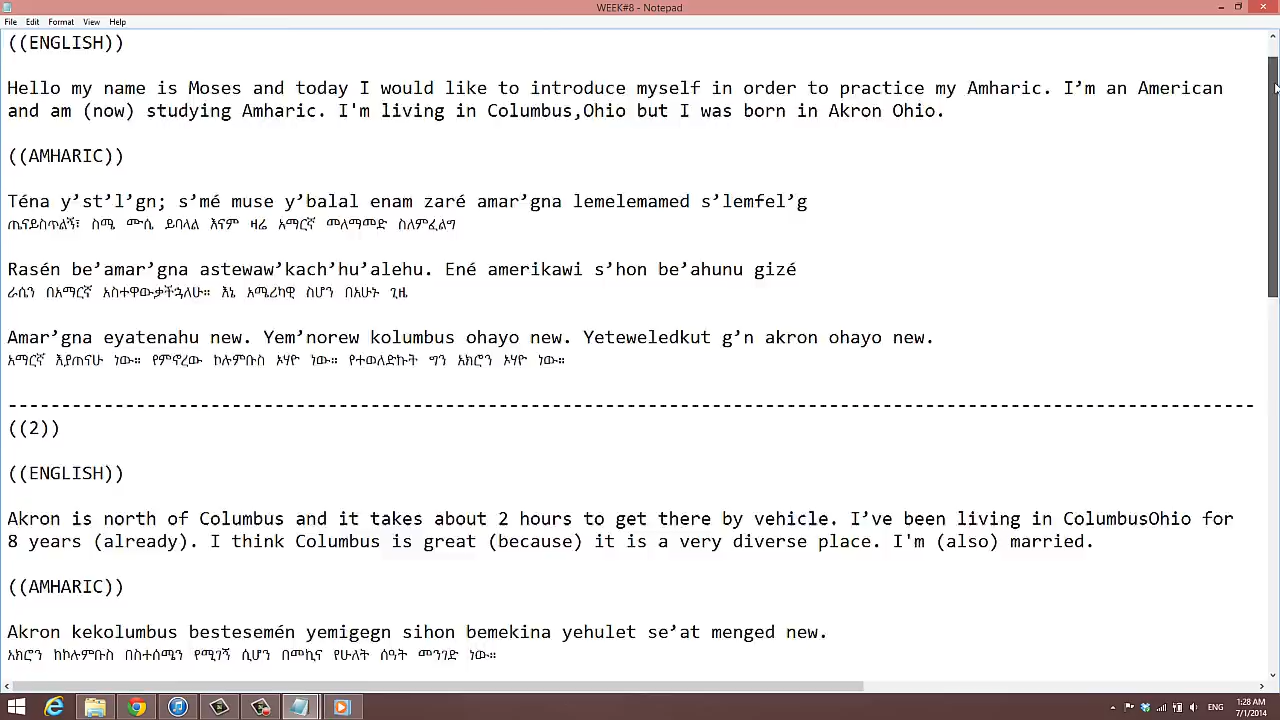 WEEK#8 - Notepad
File Edit Format View Help
((ENGLISH))
Hello my name is Moses and today I would like to introduce myself in order to practice my Amharic. I’m an American
and am (now) studying Amharic. I'm living in Columbus,Ohio but I was born in Akron Ohio.
((AMHARIC))
Téna y’st’l’gn; s’mé muse y’balal enam zaré amar’gna lemelemamed s’lemfel’g
ጤናይስጥልኝ፣ ስሜ ሙሴ ይባላል እናም ዛሬ አማርኛ መለማመድ ስለምፈልግ
Rasén be’amar’gna astewaw’kach’hu’alehu. Ené amerikawi s’hon be’ahunu gizé
ራሴን በአማርኛ አስተዋውቃችኋለሁ። እኔ አሜሪካዊ ስሆን በአሁኑ ጊዜ
Amar’gna eyatenahu new. Yem’norew kolumbus ohayo new. Yeteweledkut g’n akron ohayo new.
አማርኛ እያጠናሁ ነው። የምኖረው ኮሉምቡስ ኦሃዮ ነው። የተወለድኩት ግን አክሮን ኦሃዮ ነው።
---------------------------------------------------------------------------------------------------------------------
((2))
((ENGLISH))
Akron is north of Columbus and it takes about 2 hours to get there by vehicle. I’ve been living in ColumbusOhio for
8 years (already). I think Columbus is great (because) it is a very diverse place. I'm (also) married.
((AMHARIC))
Akron kekolumbus bestesemén yemigegn sihon bemekina yehulet se’at menged new.
አክሮን ከኮሉምቡስ በስተሰሜን የሚገኝ ሲሆን በመኪና የሁለት ሰዓት መንገድ ነው።
ENG
1:28 AM
7/1/2014